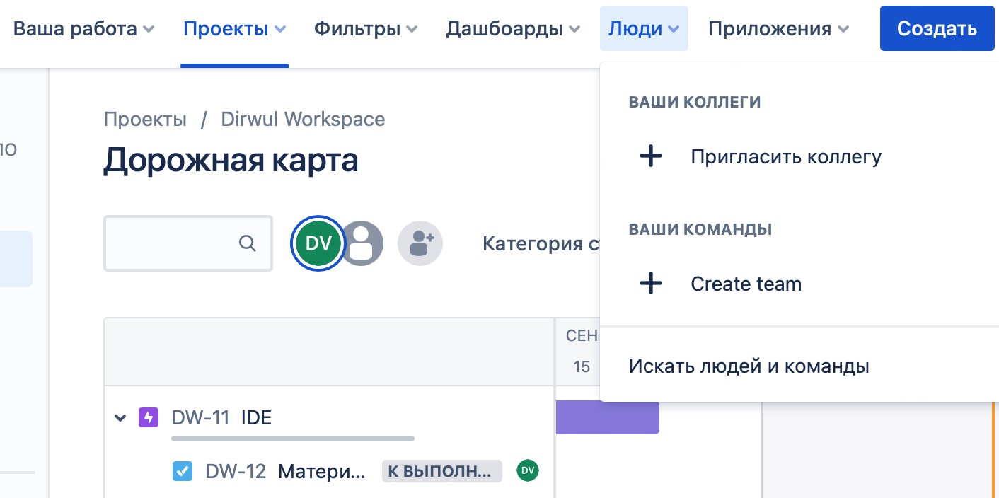 Ваша работа Проекты Фильтры Дашбоарды Люди Приложения Создать
Проекты / Dirwul Workspace
Дорожная карта
DV
Категория
ВАШИ КОЛЛЕГИ
Пригласить коллегу
ВАШИ КОМАНДЫ
Create team
Искать людей и команды
СЕН
15
DW-11 IDE
DW-12 Матери... К ВЫПОЛН... DV